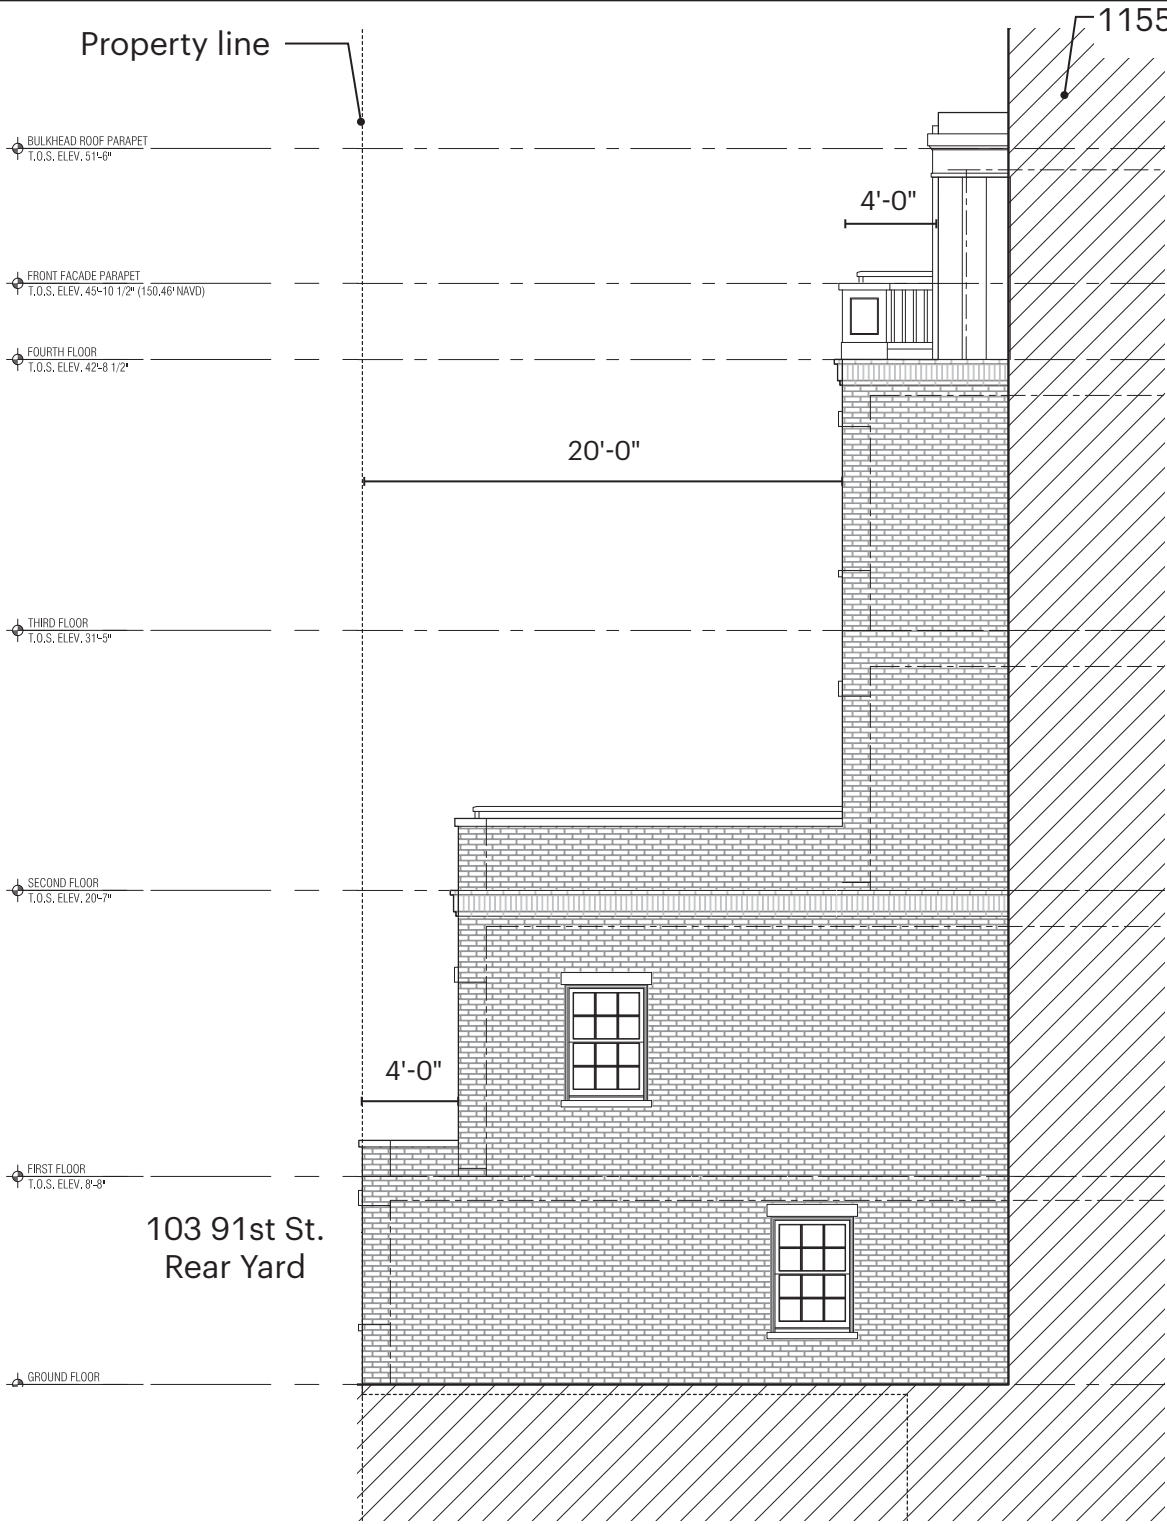 Property line
1155
BULKHEAD ROOF PARAPET
T.O.S. ELEV. 51'-6"
4'-0"
FRONT FACADE PARAPET
T.O.S. ELEV. 45'-10 1/2" (150.46' NAVD)
FOURTH FLOOR
T.O.S. ELEV. 42'-8 1/2"
20'-0"
THIRD FLOOR
T.O.S. ELEV. 31'-5"
SECOND FLOOR
T.O.S. ELEV. 20'-7"
4'-0"
FIRST FLOOR
T.O.S. ELEV. 8'-8"
103 91st St.
Rear Yard
GROUND FLOOR